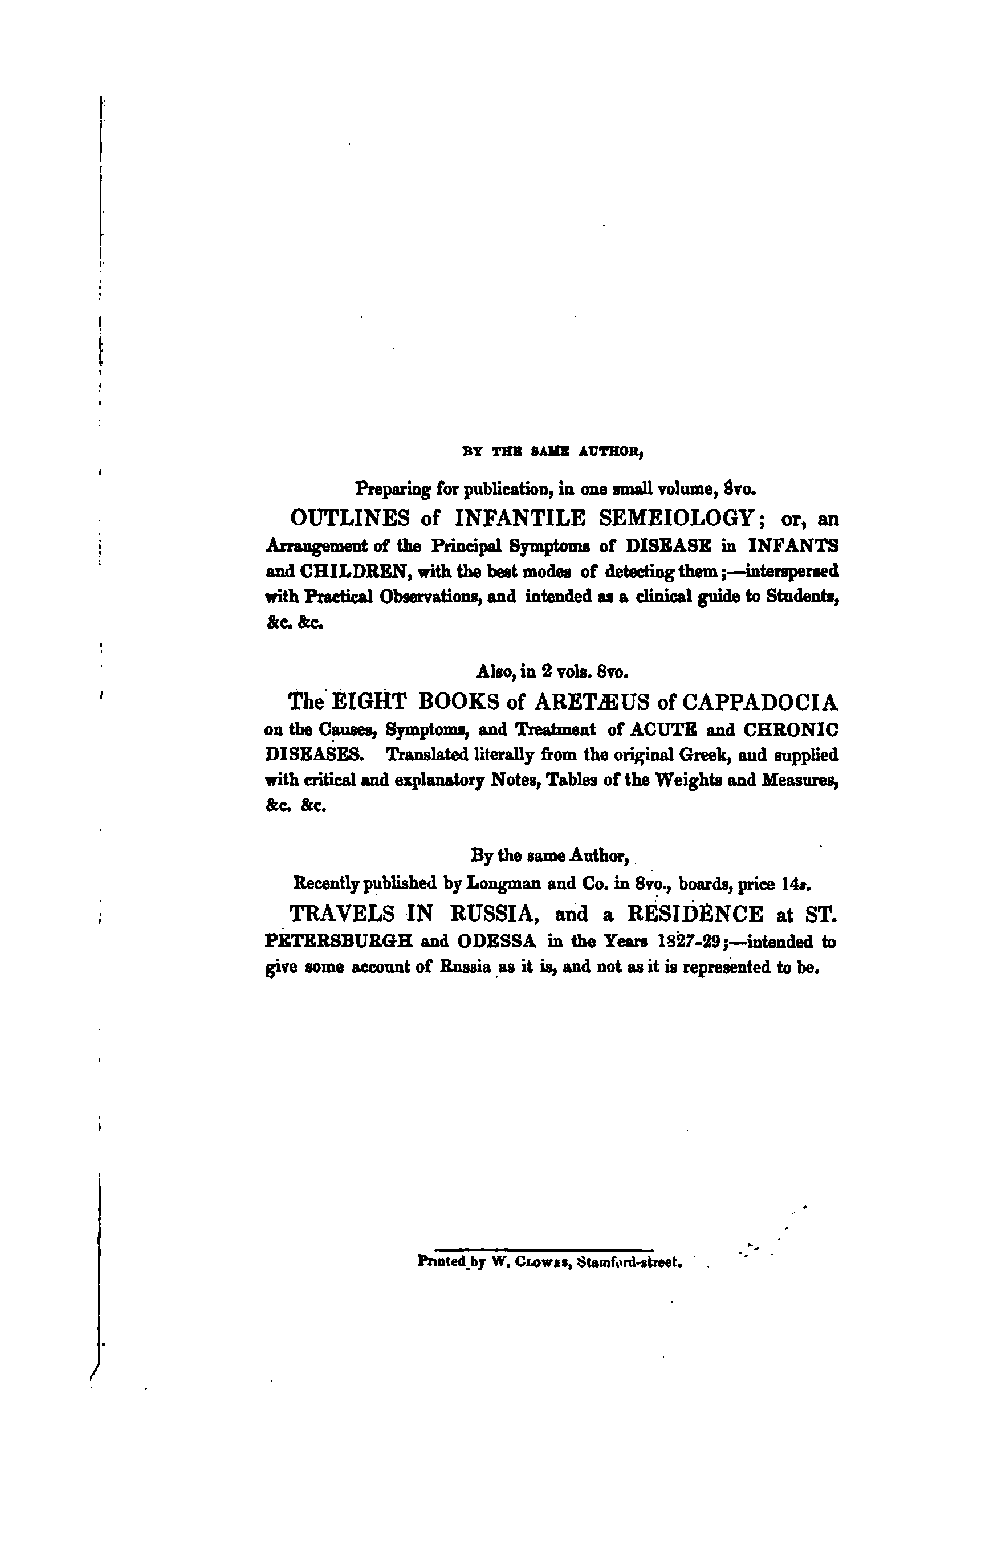 BY THE SAME AUTHOR,
Preparing for publication, in one small volume, 8vo.
OUTLINES of INFANTILE SEMEIOLOGY; or, an
Arrangement of the Principal Symptoms of DISEASE in INFANTS
and CHILDREN, with the best modes of detecting them;—interspersed
with Practical Observations, and intended as a clinical guide to Students,
&c. &c.
Also, in 2 vols. 8vo.
The EIGHT BOOKS of ARETÆUS of CAPPADOCIA
on the Causes, Symptoms, and Treatment of ACUTE and CHRONIC
DISEASES. Translated literally from the original Greek, and supplied
with critical and explanatory Notes, Tables of the Weights and Measures,
&c. &c.
By the same Author,
Recently published by Longman and Co. in 8vo., boards, price 14s.
TRAVELS IN RUSSIA, and a RESIDENCE at ST.
PETERSBURGH and ODESSA in the Years 1827-29;—intended to
give some account of Russia as it is, and not as it is represented to be.
Printed by W. CLOWES, Stamford-street.